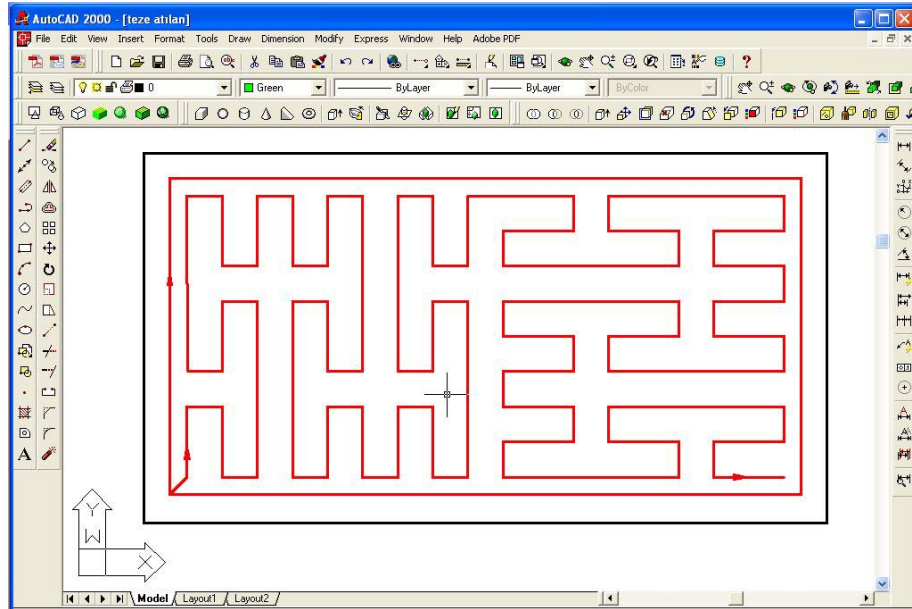 AutoCAD 2000 - [teze atılan]
File Edit View Insert Format Tools Draw Dimension Modify Express Window Help Adobe PDF
0 Green ByLayer ByLayer ByColor
A
Y
W
X
Model Layout1 Layout2